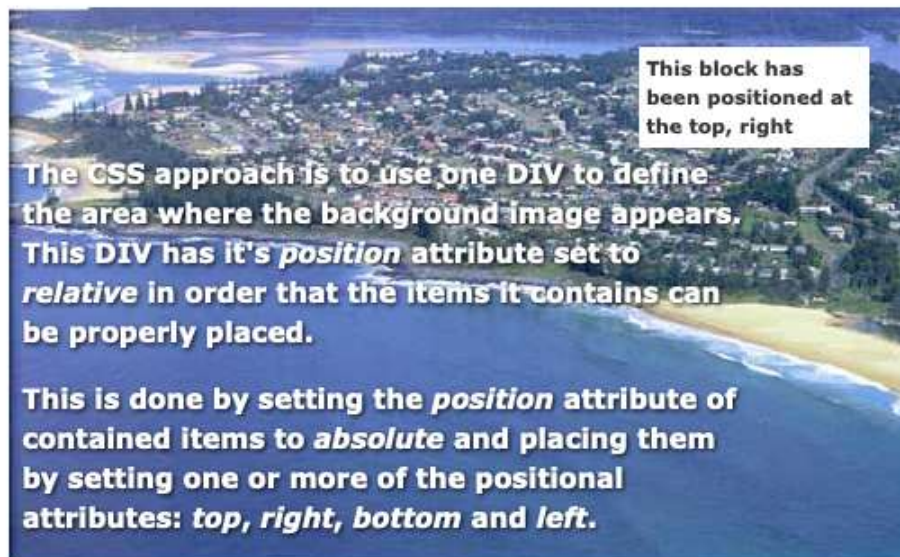 This block has
been positioned at
the top, right
The CSS approach is to use one DIV to define
the area where the background image appears.
This DIV has it's position attribute set to
relative in order that the items it contains can
be properly placed.
This is done by setting the position attribute of
contained items to absolute and placing them
by setting one or more of the positional
attributes: top, right, bottom and left.